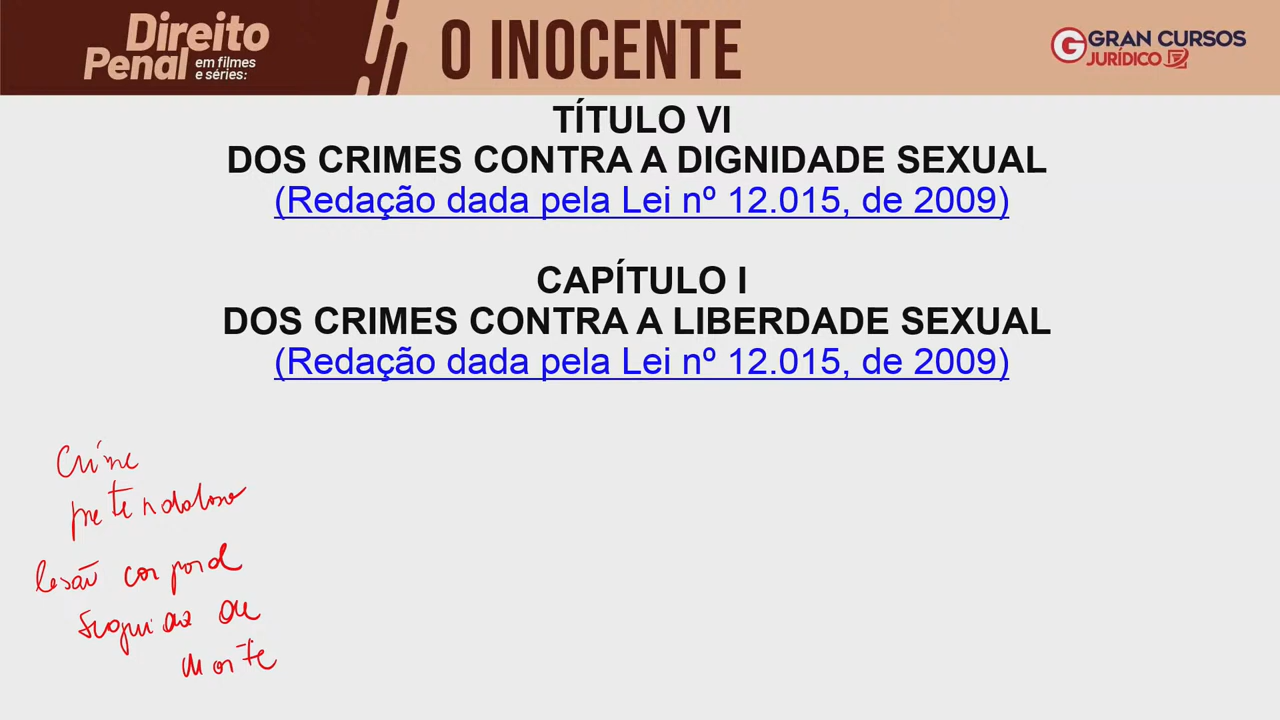 Direito
Penal em filmes
e séries:
O INOCENTE
GRAN CURSOS
JURÍDICO
TÍTULO VI
DOS CRIMES CONTRA A DIGNIDADE SEXUAL
(Redação dada pela Lei nº 12.015, de 2009)
CAPÍTULO I
DOS CRIMES CONTRA A LIBERDADE SEXUAL
(Redação dada pela Lei nº 12.015, de 2009)
Crime
lesão corporal
seguida de
morte